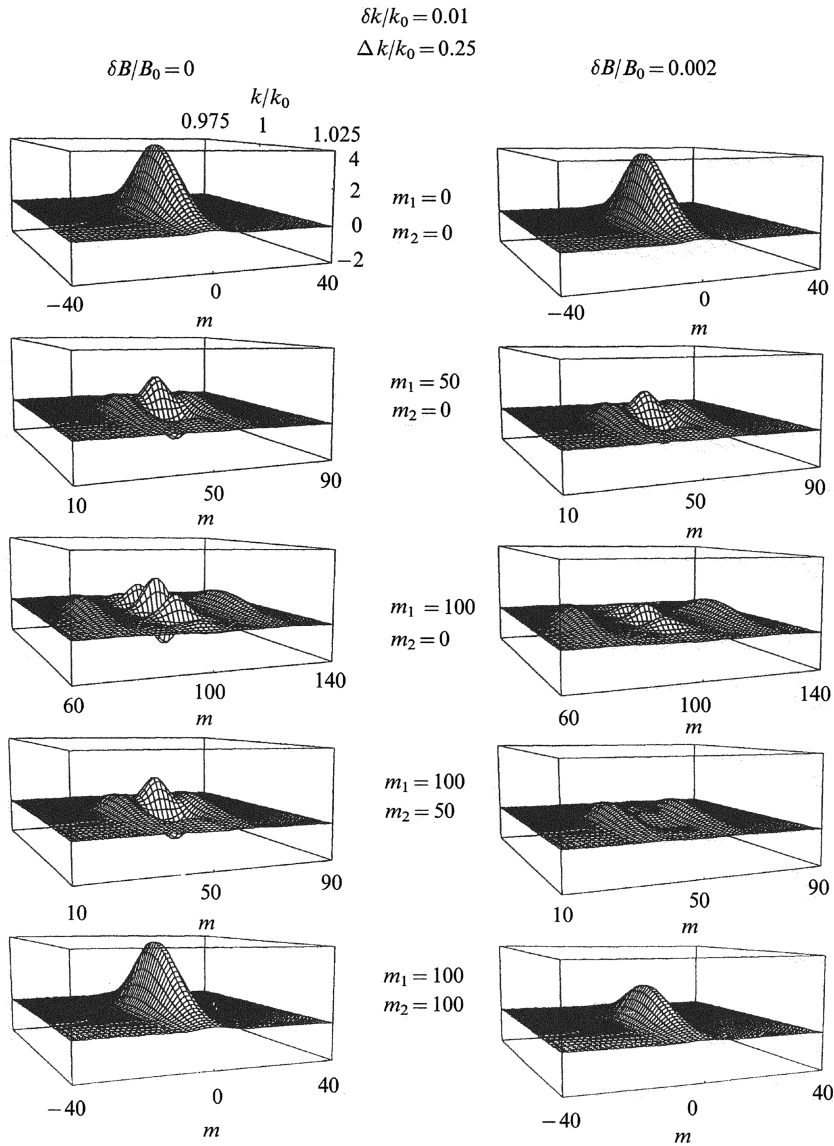 δk/k₀ = 0.01
Δk/k₀ = 0.25
δB/B₀ = 0
δB/B₀ = 0.002
k/k₀
0.975 1 1.025
4
2
0
−2
m₁ = 0
m₂ = 0
−40 0 40
m
−40 0 40
m
m₁ = 50
m₂ = 0
10 50 90
m
10 50 90
m
m₁ = 100
m₂ = 0
60 100 140
m
60 100 140
m
m₁ = 100
m₂ = 50
10 50 90
m
10 50 90
m
m₁ = 100
m₂ = 100
−40 0 40
m
−40 0 40
m